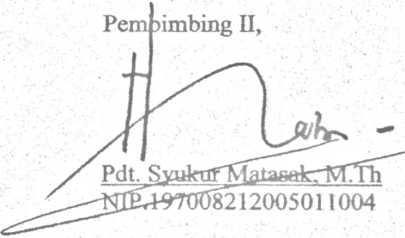 Pembimbing II,
Pdt. Syukur Matasak, M.Th
NIP.197008212005011004